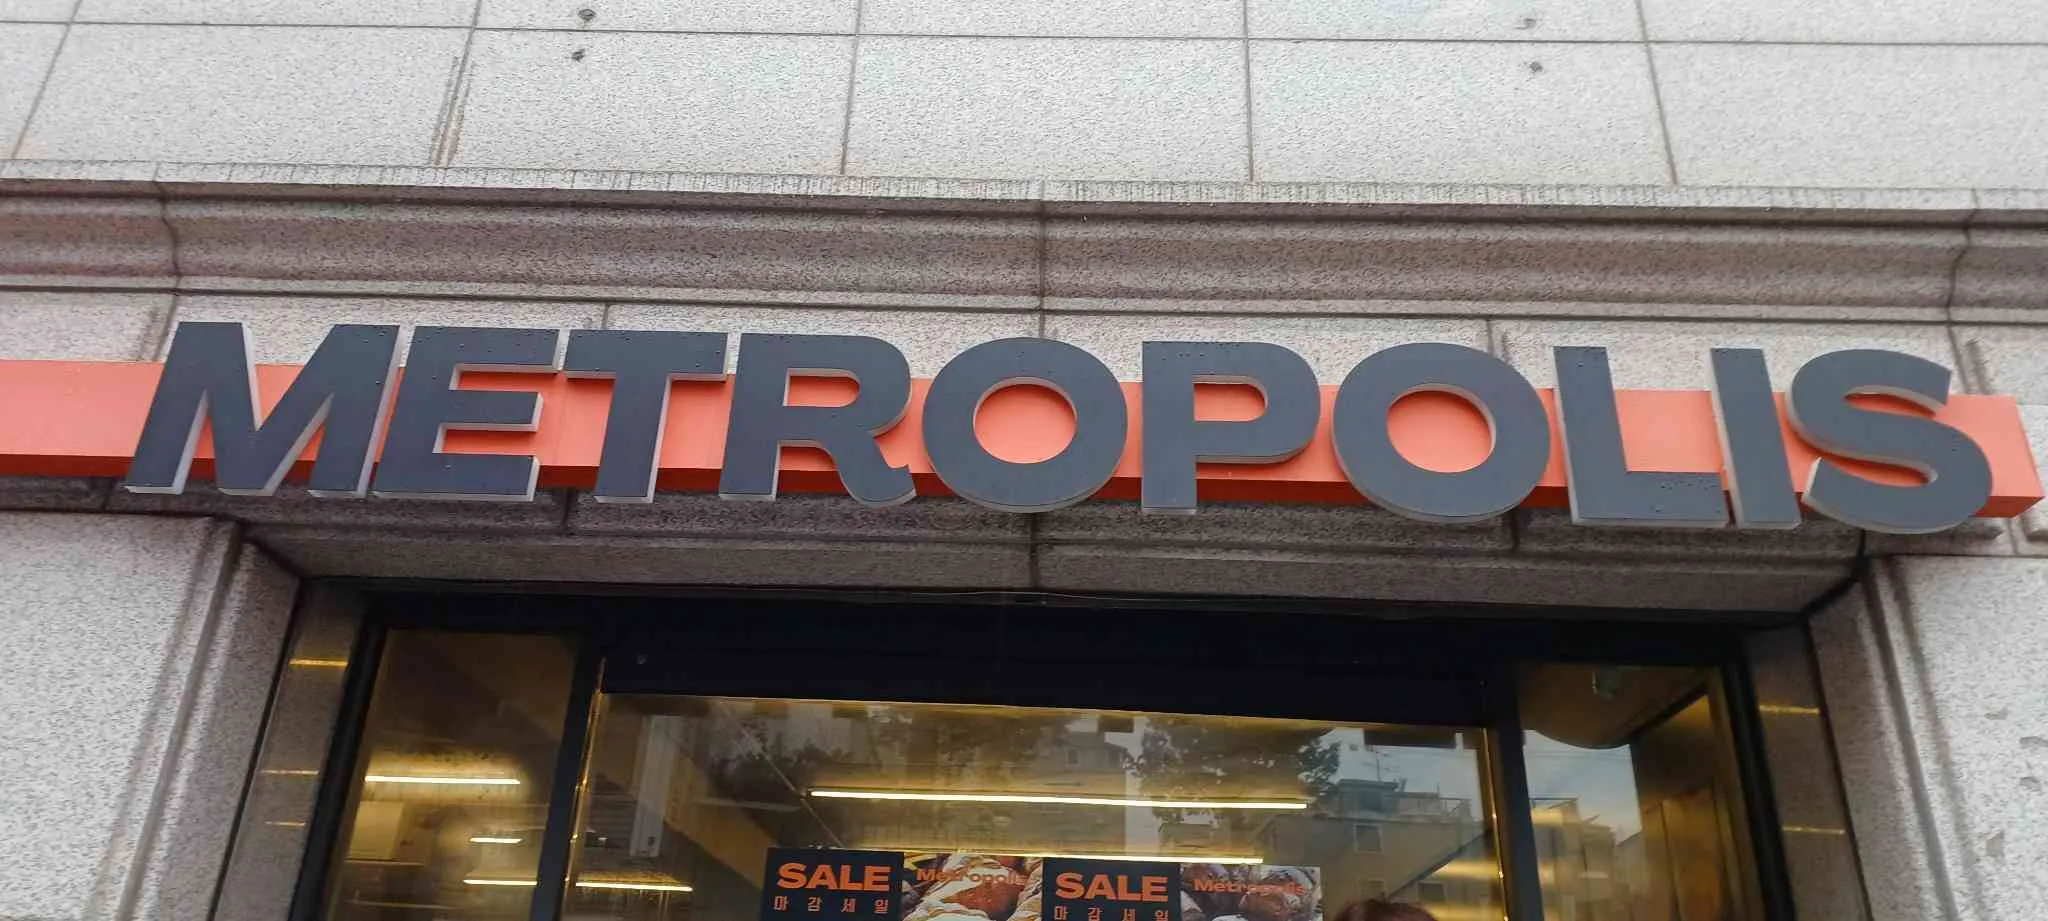 METROPOLIS
SALE
마감세일
Metropolis
SALE
마감세일
Metropolis